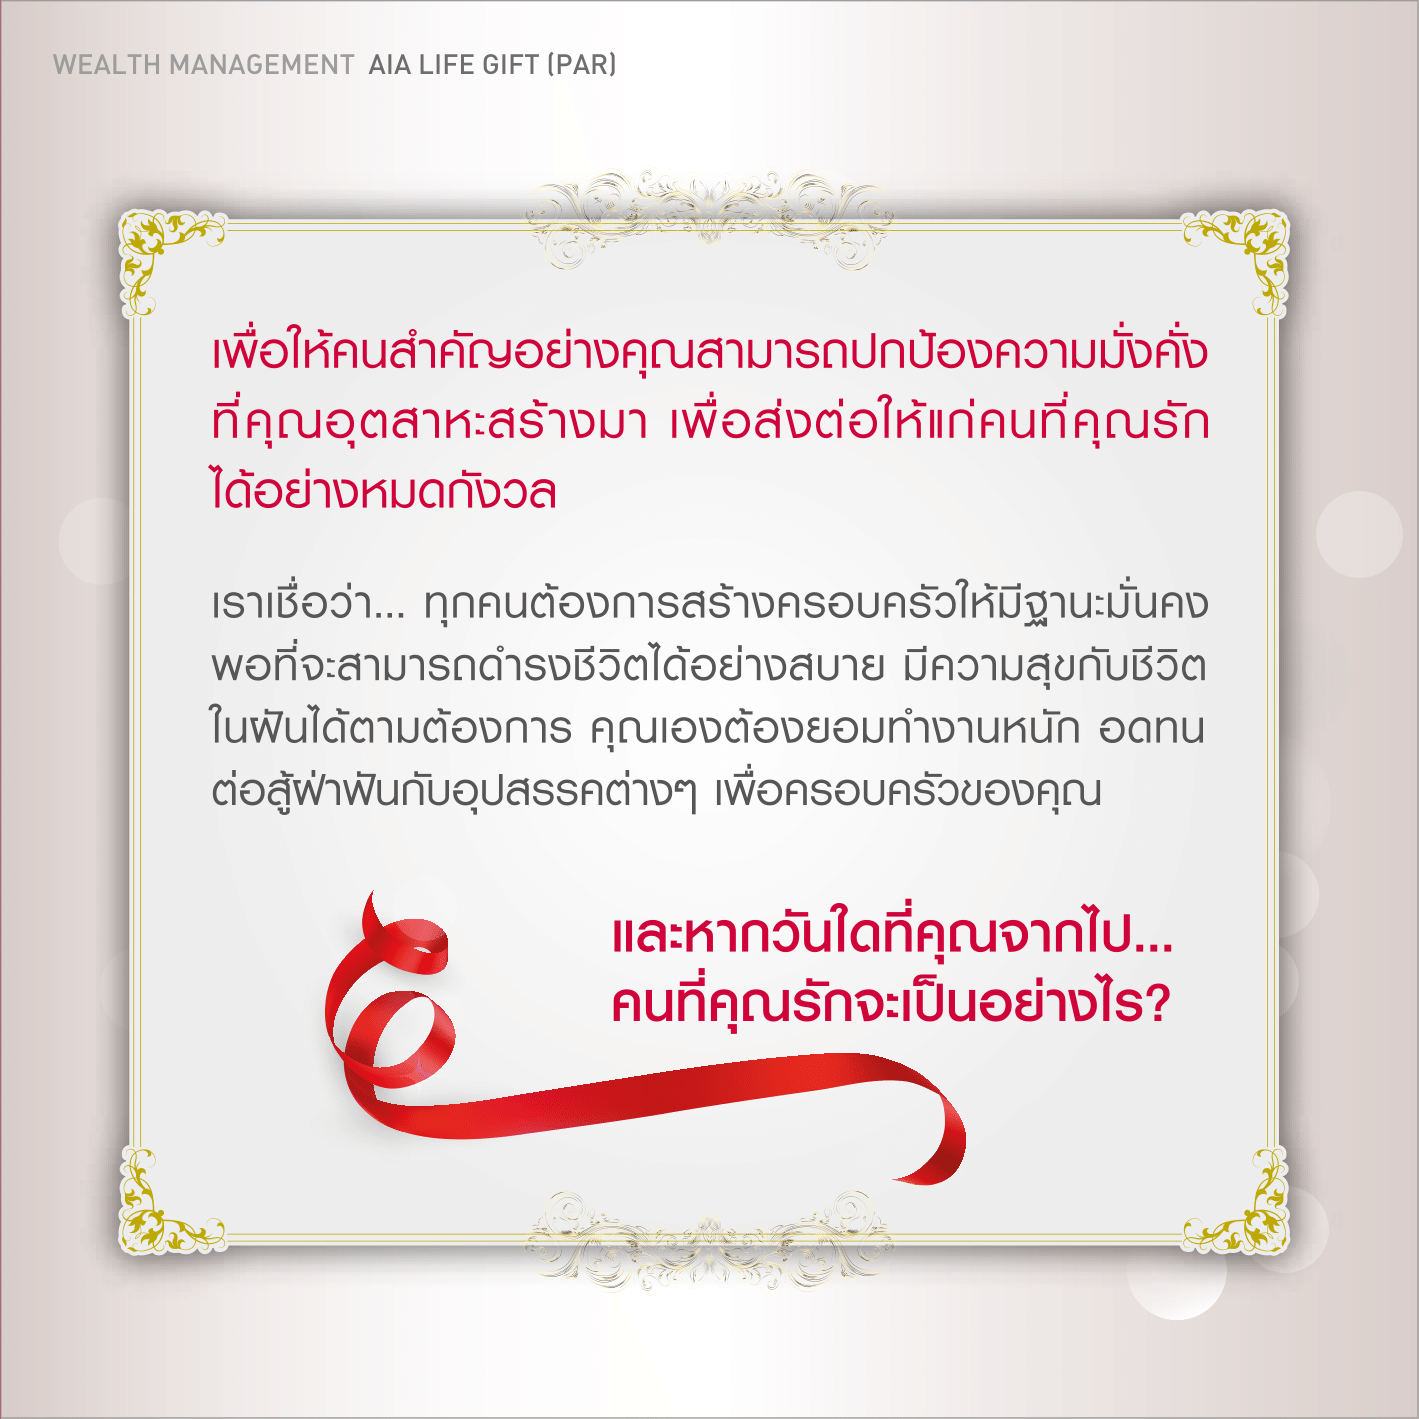 WEALTH MANAGEMENT AIA LIFE GIFT (PAR)
เพื่อให้คนสำคัญอย่างคุณสามารถปกป้องความมั่งคั่ง
ที่คุณอุตสาหะสร้างมา เพื่อส่งต่อให้แก่คนที่คุณรัก
ได้อย่างหมดกังวล
เราเชื่อว่า... ทุกคนต้องการสร้างครอบครัวให้มีฐานะมั่นคง
พอที่จะสามารถดำรงชีวิตได้อย่างสบาย มีความสุขกับชีวิต
ในฝันได้ตามต้องการ คุณเองต้องยอมทำงานหนัก อดทน
ต่อสู้ฝ่าฟันกับอุปสรรคต่างๆ เพื่อครอบครัวของคุณ
และหากวันใดที่คุณจากไป...
คนที่คุณรักจะเป็นอย่างไร?